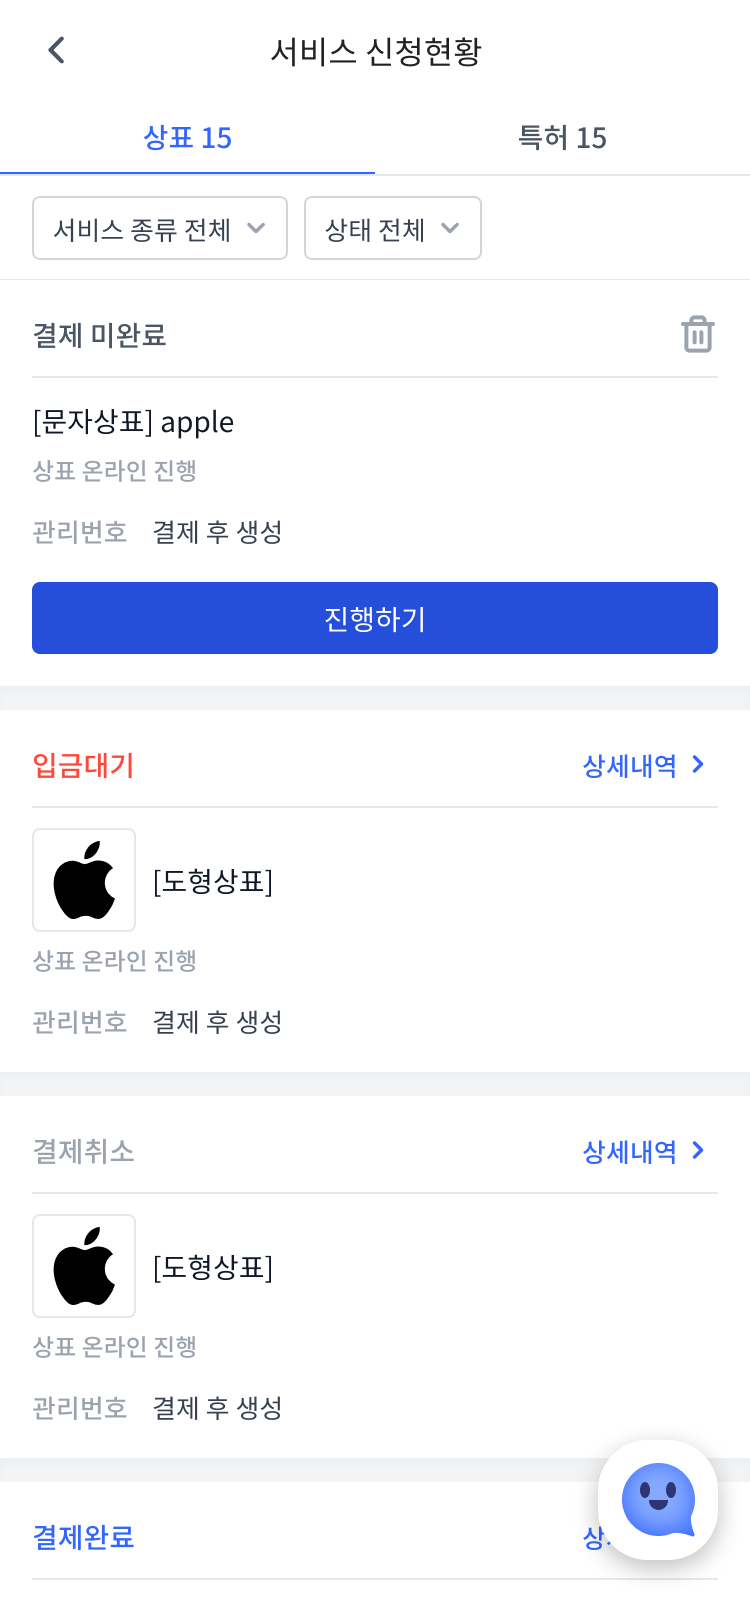 서비스 신청현황
상표 15
특허 15
서비스 종류 전체
상태 전체
결제 미완료
[문자상표] apple
상표 온라인 진행
관리번호 결제 후 생성
진행하기
입금대기
상세내역
[도형상표]
상표 온라인 진행
관리번호 결제 후 생성
결제취소
상세내역
[도형상표]
상표 온라인 진행
관리번호 결제 후 생성
결제완료